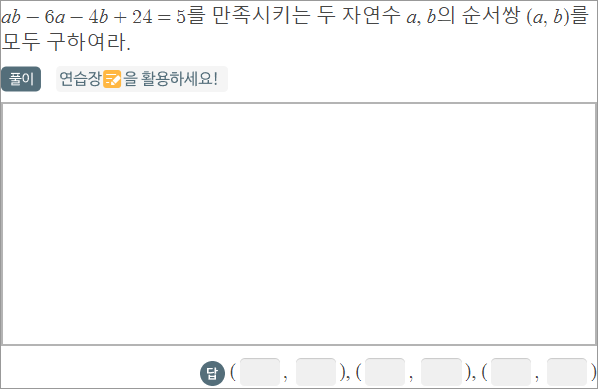 ab − 6a − 4b + 24 = 5를 만족시키는 두 자연수 a, b의 순서쌍 (a, b)를
모두 구하여라.
풀이 연습장을 활용하세요!
답 ( , ), ( , ), ( , )